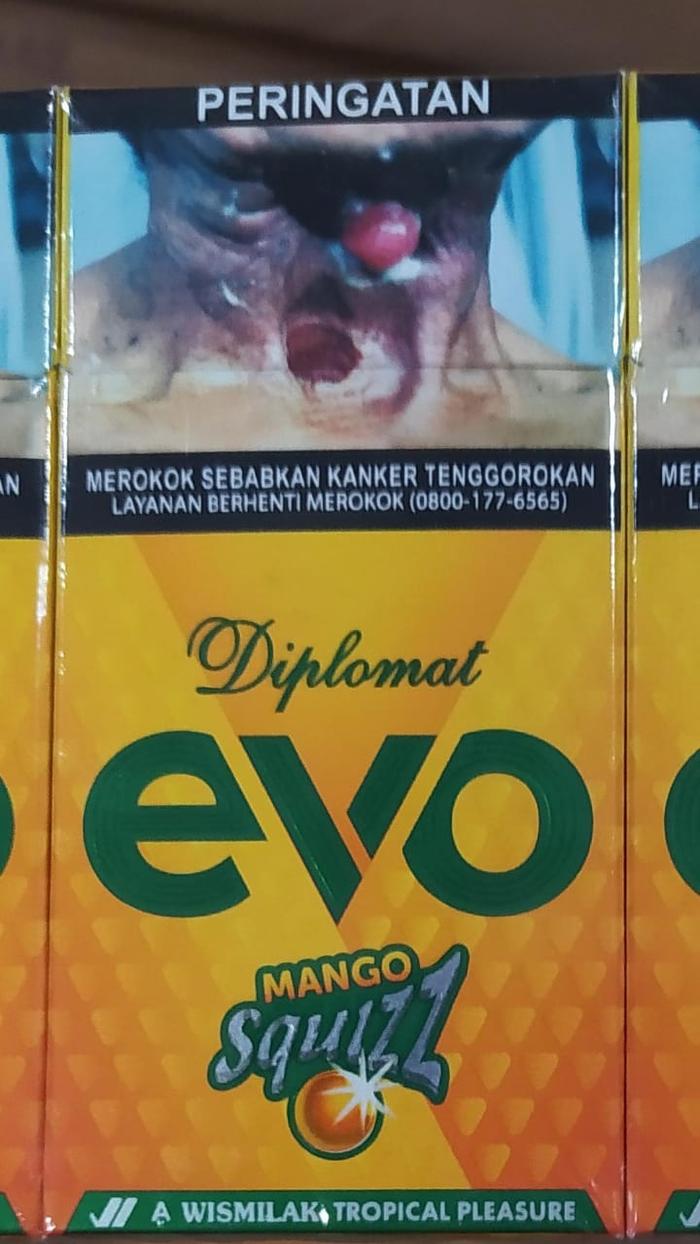 PERINGATAN
MEROKOK SEBABKAN KANKER TENGGOROKAN
LAYANAN BERHENTI MEROKOK (0800-177-6565)
Diplomat
evo
MANGO
squizz
A WISMILAK TROPICAL PLEASURE